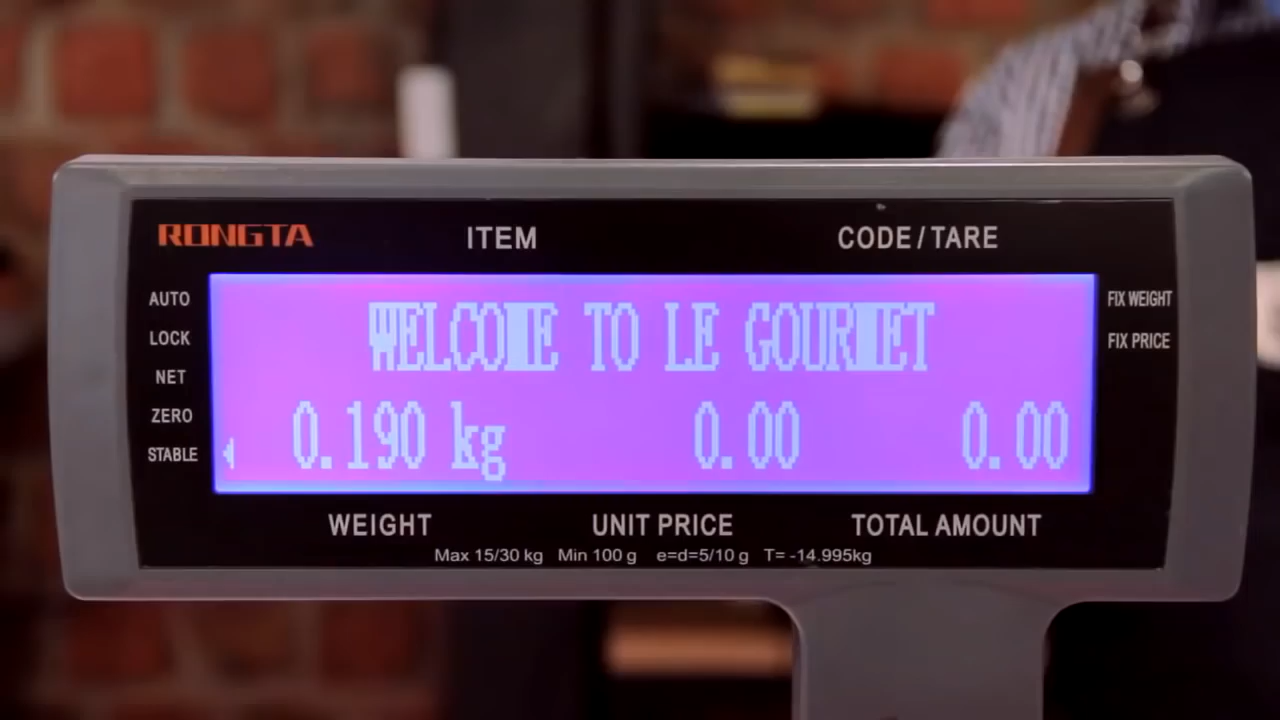 RONGTA ITEM CODE / TARE
AUTO FIX WEIGHT
WELCOME TO LE GOURMET
LOCK FIX PRICE
NET
ZERO
STABLE 0.190 kg 0.00 0.00
WEIGHT UNIT PRICE TOTAL AMOUNT
Max 15/30 kg Min 100 g e=d=5/10 g T= -14.995kg